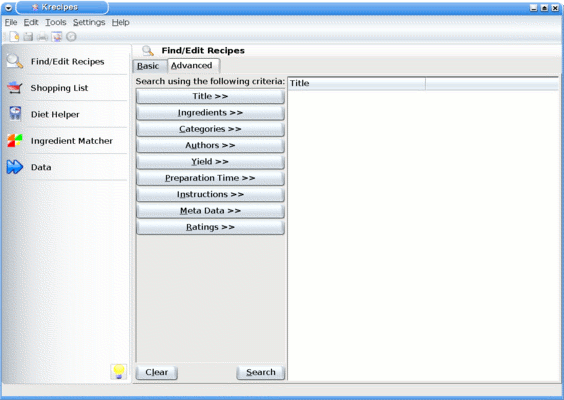 Krecipes
File Edit Tools Settings Help
Find/Edit Recipes
Shopping List
Diet Helper
Ingredient Matcher
Data
Find/Edit Recipes
Basic Advanced
Search using the following criteria:
Title >>
Ingredients >>
Categories >>
Authors >>
Yield >>
Preparation Time >>
Instructions >>
Meta Data >>
Ratings >>
Clear Search
Title